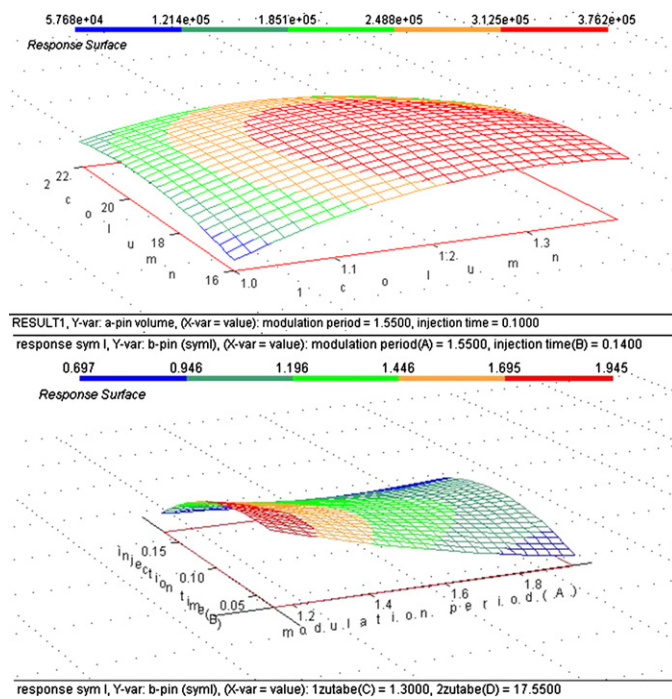 5.768e+04 1.214e+05 1.851e+05 2.488e+05 3.125e+05 3.762e+05
Response Surface
2 column
22
20
18
16
1.0
1.1
1.2
1.3
1 column
RESULT1, Y-var: a-pin volume, (X-var = value): modulation period = 1.5500, injection time = 0.1000
response sym I, Y-var: b-pin (symI), (X-var = value): modulation period(A) = 1.5500, injection time(B) = 0.1400
0.697 0.946 1.196 1.446 1.695 1.945
Response Surface
injection time(B)
0.15
0.10
0.05
1.2
1.4
1.6
1.8
modulation. period.(A.)
response sym I, Y-var: b-pin (symI), (X-var = value): 1zutabe(C) = 1.3000, 2zutabe(D) = 17.5500